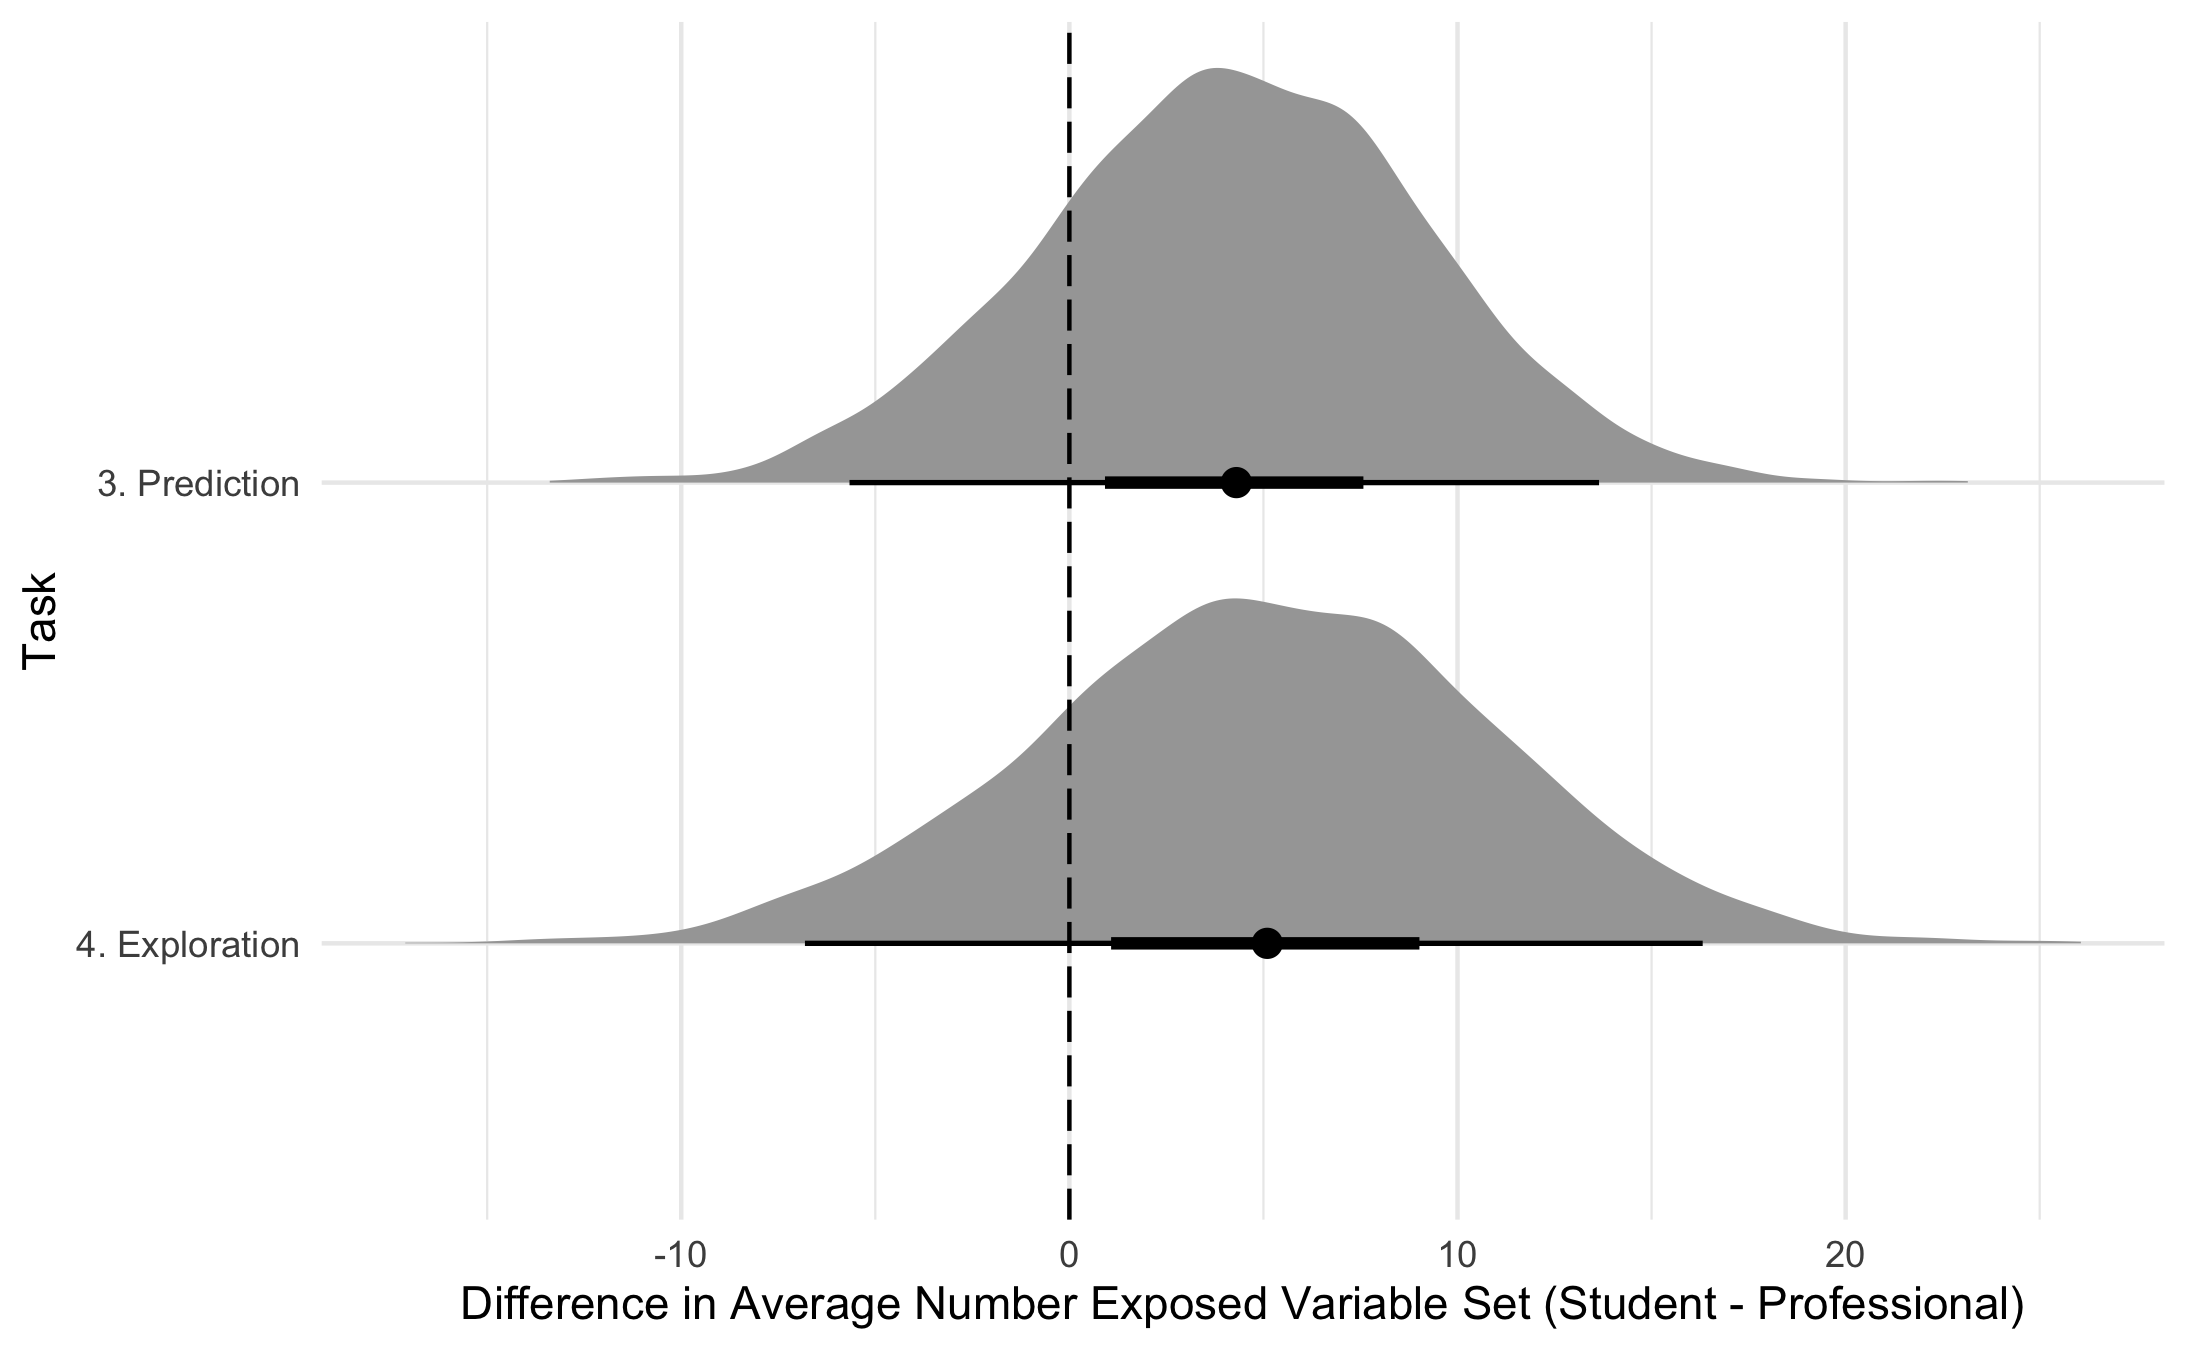 Task
3. Prediction
4. Exploration
-10 0 10 20
Difference in Average Number Exposed Variable Set (Student - Professional)